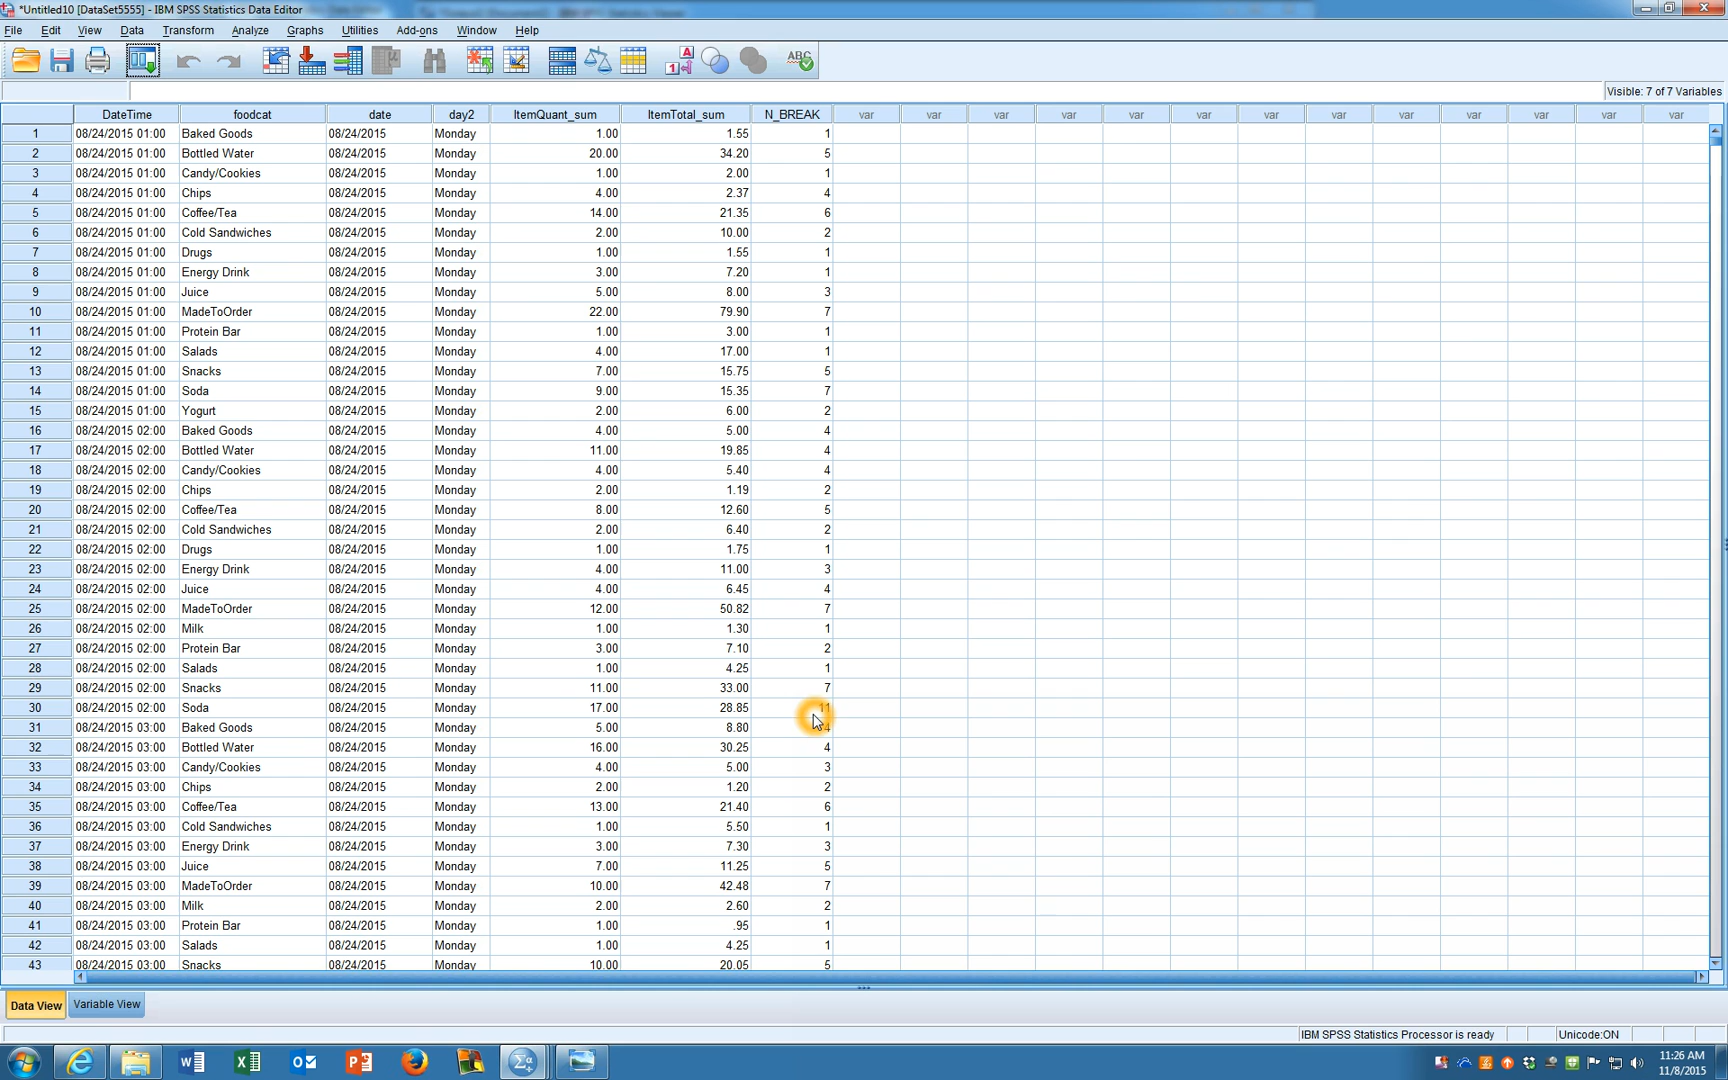 *Untitled10 [DataSet5555] - IBM SPSS Statistics Data Editor
File Edit View Data Transform Analyze Graphs Utilities Add-ons Window Help
Visible: 7 of 7 Variables
DateTime foodcat date day2 ItemQuant_sum ItemTotal_sum N_BREAK var var var var var var var var var var var var var
1 08/24/2015 01:00 Baked Goods 08/24/2015 Monday 1.00 1.55 1
2 08/24/2015 01:00 Bottled Water 08/24/2015 Monday 20.00 34.20 5
3 08/24/2015 01:00 Candy/Cookies 08/24/2015 Monday 1.00 2.00 1
4 08/24/2015 01:00 Chips 08/24/2015 Monday 4.00 2.37 4
5 08/24/2015 01:00 Coffee/Tea 08/24/2015 Monday 14.00 21.35 6
6 08/24/2015 01:00 Cold Sandwiches 08/24/2015 Monday 2.00 10.00 2
7 08/24/2015 01:00 Drugs 08/24/2015 Monday 1.00 1.55 1
8 08/24/2015 01:00 Energy Drink 08/24/2015 Monday 3.00 7.20 1
9 08/24/2015 01:00 Juice 08/24/2015 Monday 5.00 8.00 3
10 08/24/2015 01:00 MadeToOrder 08/24/2015 Monday 22.00 79.90 7
11 08/24/2015 01:00 Protein Bar 08/24/2015 Monday 1.00 3.00 1
12 08/24/2015 01:00 Salads 08/24/2015 Monday 4.00 17.00 1
13 08/24/2015 01:00 Snacks 08/24/2015 Monday 7.00 15.75 5
14 08/24/2015 01:00 Soda 08/24/2015 Monday 9.00 15.35 7
15 08/24/2015 01:00 Yogurt 08/24/2015 Monday 2.00 6.00 2
16 08/24/2015 02:00 Baked Goods 08/24/2015 Monday 4.00 5.00 4
17 08/24/2015 02:00 Bottled Water 08/24/2015 Monday 11.00 19.85 4
18 08/24/2015 02:00 Candy/Cookies 08/24/2015 Monday 4.00 5.40 4
19 08/24/2015 02:00 Chips 08/24/2015 Monday 2.00 1.19 2
20 08/24/2015 02:00 Coffee/Tea 08/24/2015 Monday 8.00 12.60 5
21 08/24/2015 02:00 Cold Sandwiches 08/24/2015 Monday 2.00 6.40 2
22 08/24/2015 02:00 Drugs 08/24/2015 Monday 1.00 1.75 1
23 08/24/2015 02:00 Energy Drink 08/24/2015 Monday 4.00 11.00 3
24 08/24/2015 02:00 Juice 08/24/2015 Monday 4.00 6.45 4
25 08/24/2015 02:00 MadeToOrder 08/24/2015 Monday 12.00 50.82 7
26 08/24/2015 02:00 Milk 08/24/2015 Monday 1.00 1.30 1
27 08/24/2015 02:00 Protein Bar 08/24/2015 Monday 3.00 7.10 2
28 08/24/2015 02:00 Salads 08/24/2015 Monday 1.00 4.25 1
29 08/24/2015 02:00 Snacks 08/24/2015 Monday 11.00 33.00 7
30 08/24/2015 02:00 Soda 08/24/2015 Monday 17.00 28.85 11
31 08/24/2015 03:00 Baked Goods 08/24/2015 Monday 5.00 8.80 4
32 08/24/2015 03:00 Bottled Water 08/24/2015 Monday 16.00 30.25 4
33 08/24/2015 03:00 Candy/Cookies 08/24/2015 Monday 4.00 5.00 3
34 08/24/2015 03:00 Chips 08/24/2015 Monday 2.00 1.20 2
35 08/24/2015 03:00 Coffee/Tea 08/24/2015 Monday 13.00 21.40 6
36 08/24/2015 03:00 Cold Sandwiches 08/24/2015 Monday 1.00 5.50 1
37 08/24/2015 03:00 Energy Drink 08/24/2015 Monday 3.00 7.30 3
38 08/24/2015 03:00 Juice 08/24/2015 Monday 7.00 11.25 5
39 08/24/2015 03:00 MadeToOrder 08/24/2015 Monday 10.00 42.48 7
40 08/24/2015 03:00 Milk 08/24/2015 Monday 2.00 2.60 2
41 08/24/2015 03:00 Protein Bar 08/24/2015 Monday 1.00 .95 1
42 08/24/2015 03:00 Salads 08/24/2015 Monday 1.00 4.25 1
43 08/24/2015 03:00 Snacks 08/24/2015 Monday 10.00 20.05 5
Data View Variable View
IBM SPSS Statistics Processor is ready Unicode:ON
11:26 AM
11/8/2015